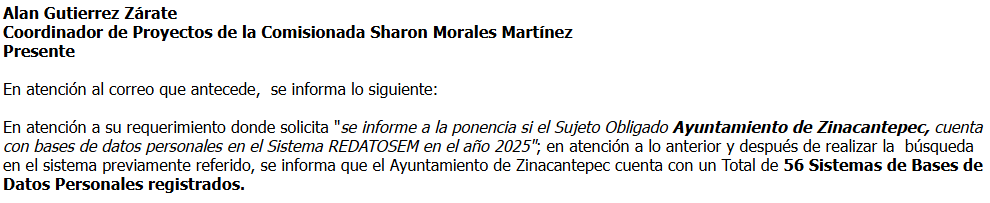 Alan Gutierrez Zárate
Coordinador de Proyectos de la Comisionada Sharon Morales Martínez
Presente
En atención al correo que antecede, se informa lo siguiente:
En atención a su requerimiento donde solicita "se informe a la ponencia si el Sujeto Obligado Ayuntamiento de Zinacantepec, cuenta
con bases de datos personales en el Sistema REDATOSEM en el año 2025"; en atención a lo anterior y después de realizar la búsqueda
en el sistema previamente referido, se informa que el Ayuntamiento de Zinacantepec cuenta con un Total de 56 Sistemas de Bases de
Datos Personales registrados.